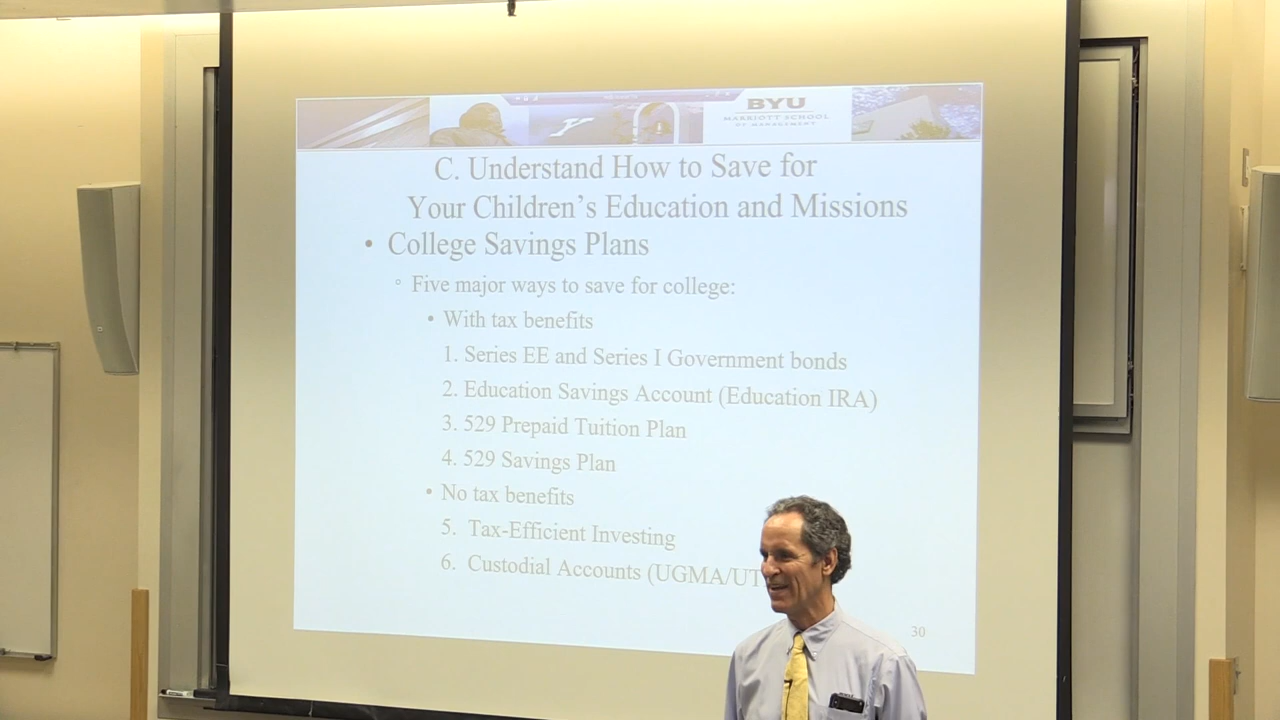 BYU
MARRIOTT SCHOOL
OF MANAGEMENT
Y
C. Understand How to Save for
Your Children's Education and Missions
• College Savings Plans
▫ Five major ways to save for college:
• With tax benefits
1. Series EE and Series I Government bonds
2. Education Savings Account (Education IRA)
3. 529 Prepaid Tuition Plan
4. 529 Savings Plan
• No tax benefits
5. Tax-Efficient Investing
6. Custodial Accounts (UGMA/UT
30